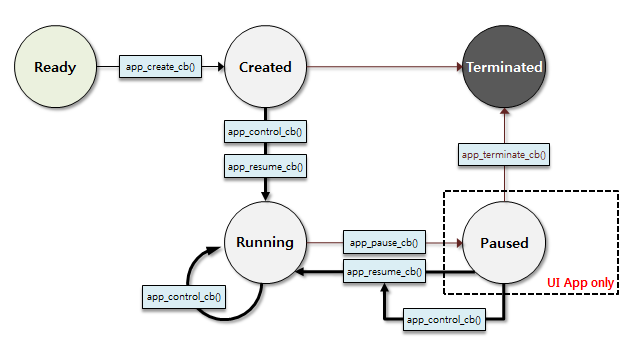 Ready
app_create_cb()
Created
Terminated
app_control_cb()
app_resume_cb()
app_terminate_cb()
Running
app_pause_cb()
Paused
app_resume_cb()
UI App only
app_control_cb()
app_control_cb()